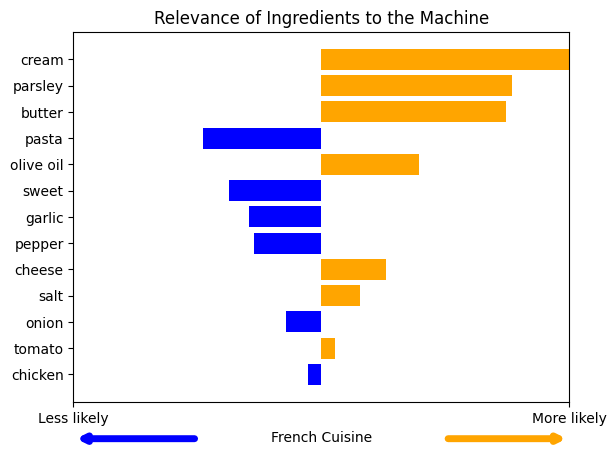 Relevance of Ingredients to the Machine
cream
parsley
butter
pasta
olive oil
sweet
garlic
pepper
cheese
salt
onion
tomato
chicken
Less likely
More likely
French Cuisine